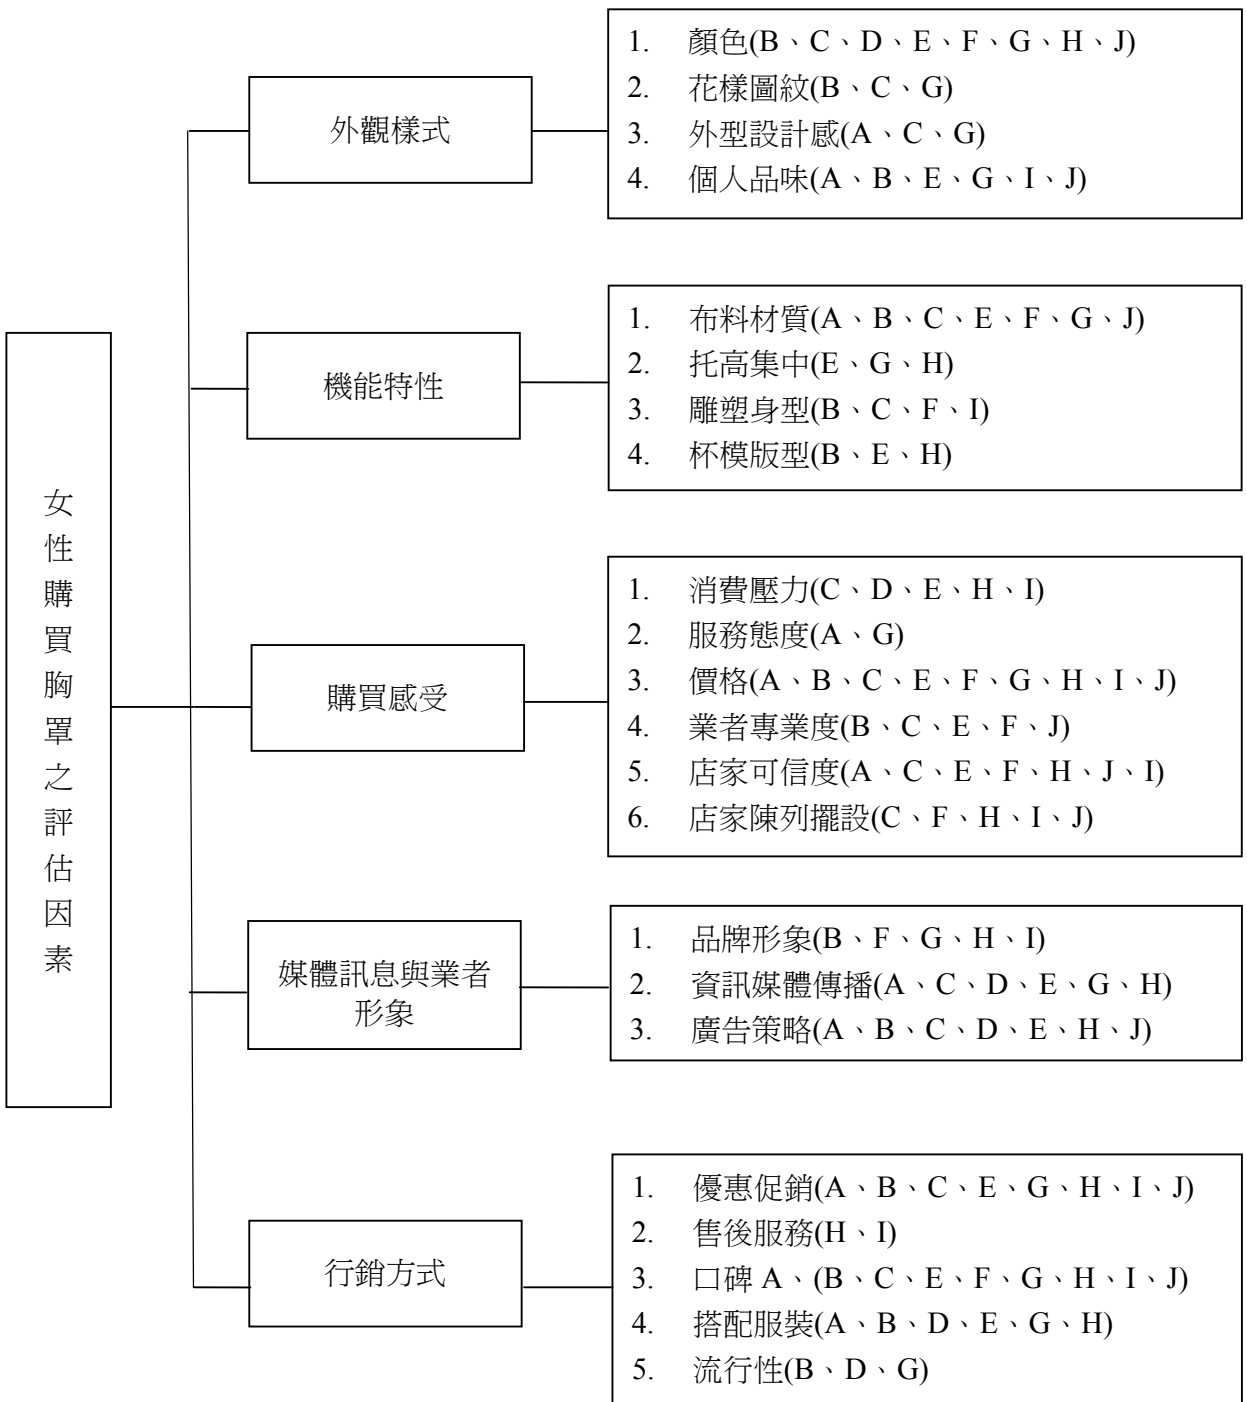 女性購買胸罩之評估因素
外觀樣式
1. 顏色(B、C、D、E、F、G、H、J)
2. 花樣圖紋(B、C、G)
3. 外型設計感(A、C、G)
4. 個人品味(A、B、E、G、I、J)
機能特性
1. 布料材質(A、B、C、E、F、G、J)
2. 托高集中(E、G、H)
3. 雕塑身型(B、C、F、I)
4. 杯模版型(B、E、H)
購買感受
1. 消費壓力(C、D、E、H、I)
2. 服務態度(A、G)
3. 價格(A、B、C、E、F、G、H、I、J)
4. 業者專業度(B、C、E、F、J)
5. 店家可信度(A、C、E、F、H、J、I)
6. 店家陳列擺設(C、F、H、I、J)
媒體訊息與業者
形象
1. 品牌形象(B、F、G、H、I)
2. 資訊媒體傳播(A、C、D、E、G、H)
3. 廣告策略(A、B、C、D、E、H、J)
行銷方式
1. 優惠促銷(A、B、C、E、G、H、I、J)
2. 售後服務(H、I)
3. 口碑 A、(B、C、E、F、G、H、I、J)
4. 搭配服裝(A、B、D、E、G、H)
5. 流行性(B、D、G)